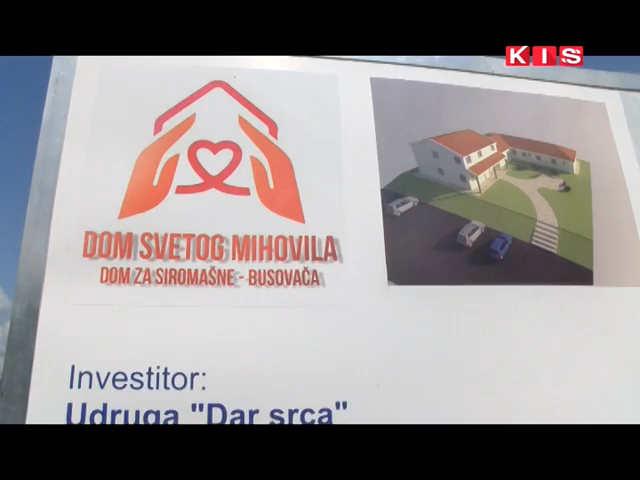 KIS
DOM SVETOG MIHOVILA
DOM ZA SIROMAŠNE - BUSOVAČA
Investitor:
Udruga "Dar srca"